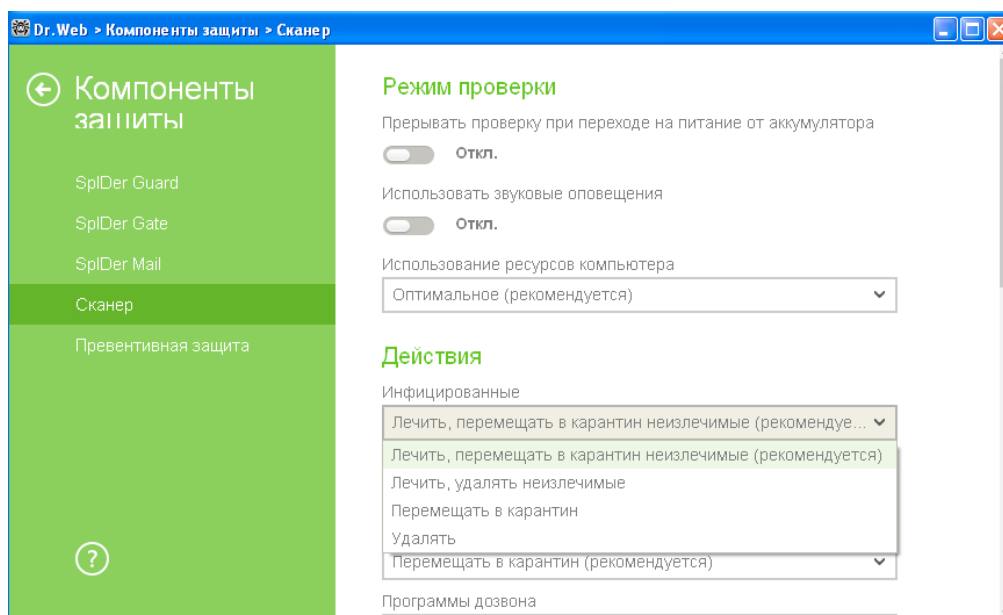 Dr.Web > Компоненты защиты > Сканер
Компоненты
защиты
SpIDer Guard
SpIDer Gate
SpIDer Mail
Сканер
Превентивная защита
Режим проверки
Прерывать проверку при переходе на питание от аккумулятора
Откл.
Использовать звуковые оповещения
Откл.
Использование ресурсов компьютера
Оптимальное (рекомендуется)
Действия
Инфицированные
Лечить, перемещать в карантин неизлечимые (рекомендуе...
Лечить, перемещать в карантин неизлечимые (рекомендуется)
Лечить, удалять неизлечимые
Перемещать в карантин
Удалять
Перемещать в карантин (рекомендуется)
Программы дозвона